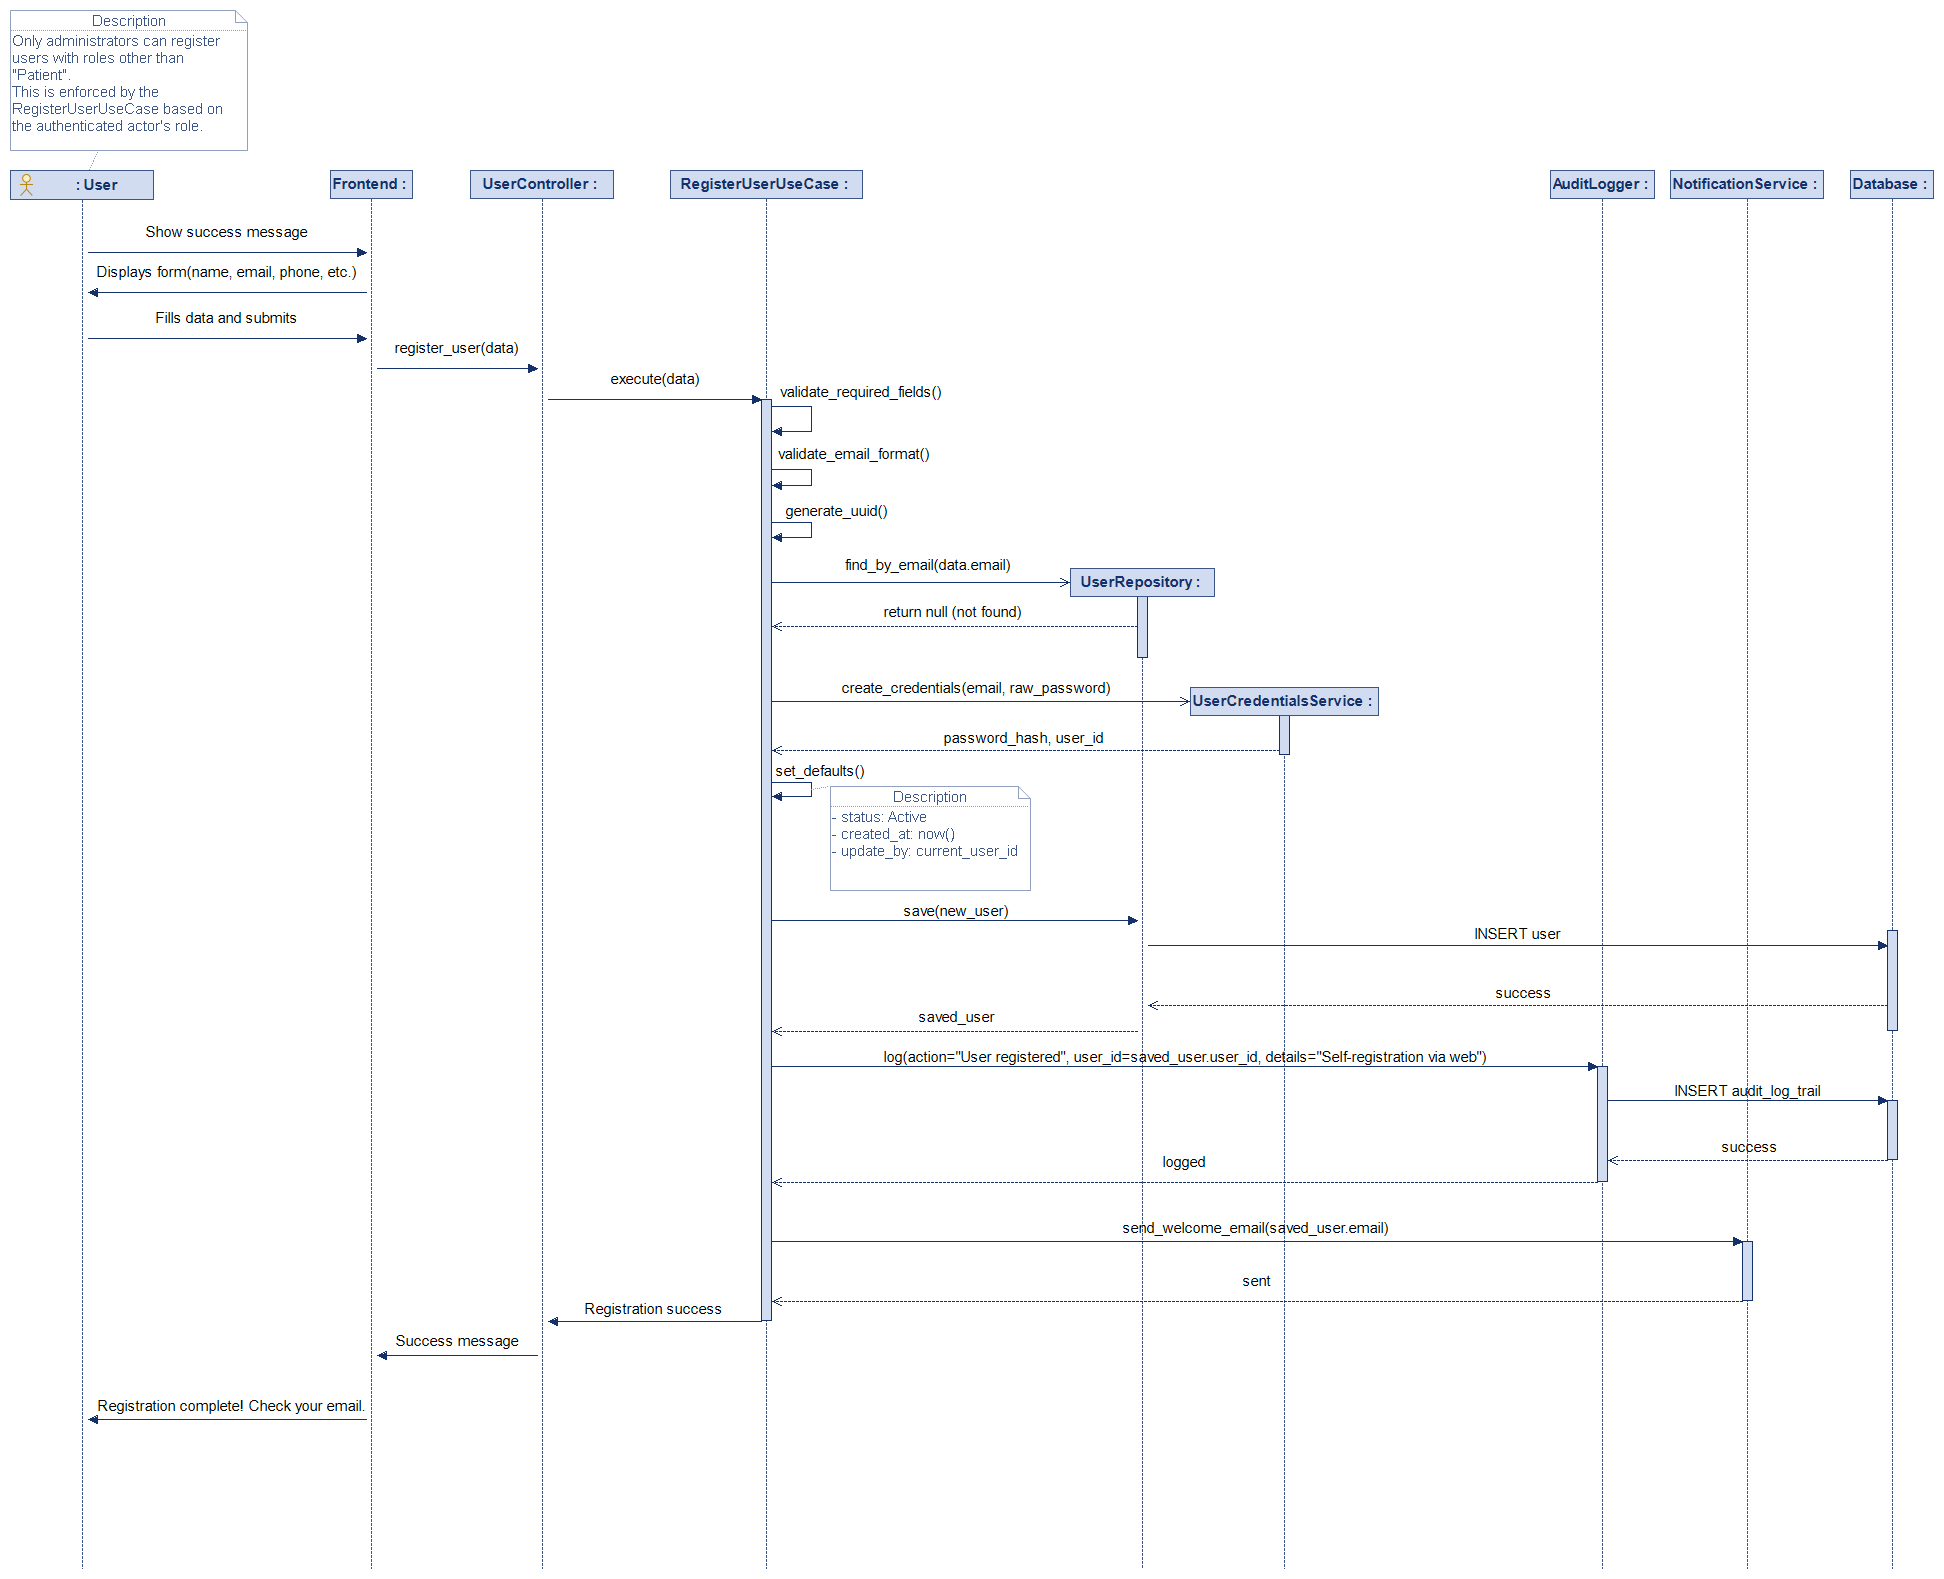 Description
Only administrators can register
users with roles other than
"Patient".
This is enforced by the
RegisterUserUseCase based on
the authenticated actor's role.
: User
Frontend :
UserController :
RegisterUserUseCase :
AuditLogger :
NotificationService :
Database :
Show success message
Displays form(name, email, phone, etc.)
Fills data and submits
register_user(data)
execute(data)
validate_required_fields()
validate_email_format()
generate_uuid()
find_by_email(data.email)
UserRepository :
return null (not found)
create_credentials(email, raw_password)
UserCredentialsService :
password_hash, user_id
set_defaults()
Description
- status: Active
- created_at: now()
- update_by: current_user_id
save(new_user)
INSERT user
success
saved_user
log(action="User registered", user_id=saved_user.user_id, details="Self-registration via web")
INSERT audit_log_trail
success
logged
send_welcome_email(saved_user.email)
sent
Registration success
Success message
Registration complete! Check your email.